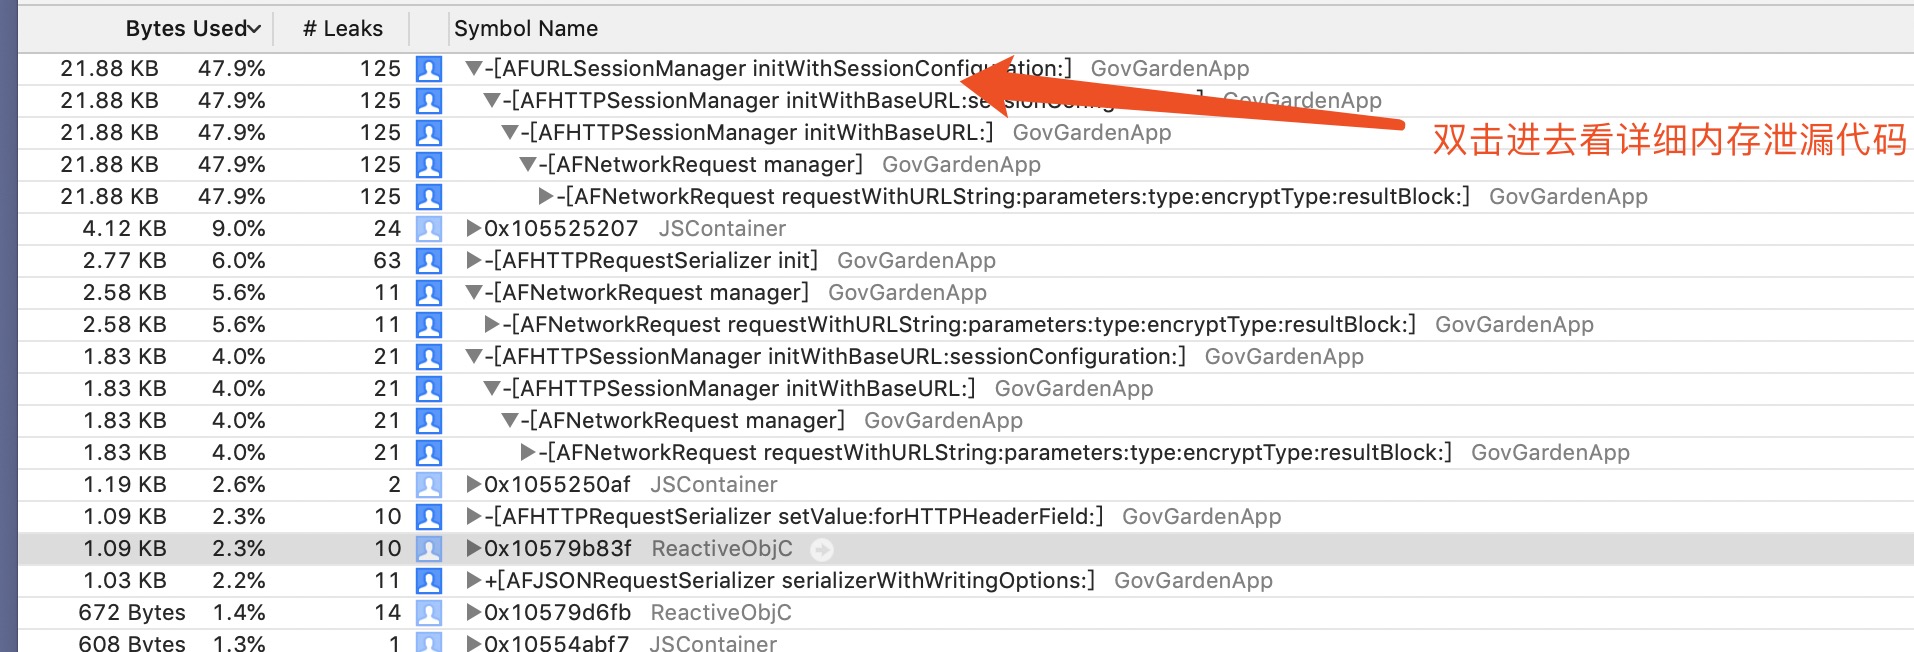 Bytes Used # Leaks Symbol Name
21.88 KB 47.9% 125 -[AFURLSessionManager initWithSessionConfiguration:] GovGardenApp
21.88 KB 47.9% 125 -[AFHTTPSessionManager initWithBaseURL: ] GovGardenApp
21.88 KB 47.9% 125 -[AFHTTPSessionManager initWithBaseURL:] GovGardenApp
双击进去看详细内存泄漏代码
21.88 KB 47.9% 125 -[AFNetworkRequest manager] GovGardenApp
21.88 KB 47.9% 125 -[AFNetworkRequest requestWithURLString:parameters:type:encryptType:resultBlock:] GovGardenApp
4.12 KB 9.0% 24 0x105525207 JSContainer
2.77 KB 6.0% 63 -[AFHTTPRequestSerializer init] GovGardenApp
2.58 KB 5.6% 11 -[AFNetworkRequest manager] GovGardenApp
2.58 KB 5.6% 11 -[AFNetworkRequest requestWithURLString:parameters:type:encryptType:resultBlock:] GovGardenApp
1.83 KB 4.0% 21 -[AFHTTPSessionManager initWithBaseURL:sessionConfiguration:] GovGardenApp
1.83 KB 4.0% 21 -[AFHTTPSessionManager initWithBaseURL:] GovGardenApp
1.83 KB 4.0% 21 -[AFNetworkRequest manager] GovGardenApp
1.83 KB 4.0% 21 -[AFNetworkRequest requestWithURLString:parameters:type:encryptType:resultBlock:] GovGardenApp
1.19 KB 2.6% 2 0x1055250af JSContainer
1.09 KB 2.3% 10 -[AFHTTPRequestSerializer setValue:forHTTPHeaderField:] GovGardenApp
1.09 KB 2.3% 10 0x10579b83f ReactiveObjC
1.03 KB 2.2% 11 +[AFJSONRequestSerializer serializerWithWritingOptions:] GovGardenApp
672 Bytes 1.4% 14 0x10579d6fb ReactiveObjC
608 Bytes 1.3% 1 0x10554abf7 JSContainer